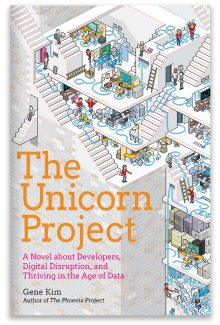 The
Unicorn
Project
A Novel about Developers,
Digital Disruption, and
Thriving in the Age of Data
Gene Kim
Author of The Phoenix Project